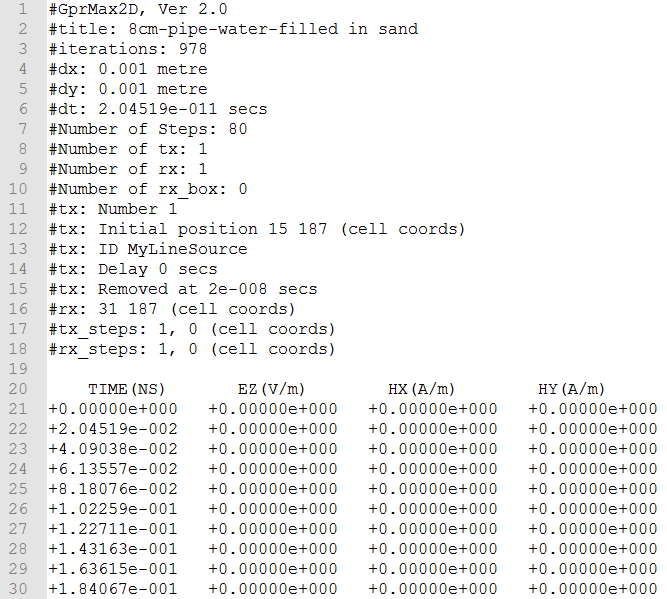 1 #GprMax2D, Ver 2.0
2 #title: 8cm-pipe-water-filled in sand
3 #iterations: 978
4 #dx: 0.001 metre
5 #dy: 0.001 metre
6 #dt: 2.04519e-011 secs
7 #Number of Steps: 80
8 #Number of tx: 1
9 #Number of rx: 1
10 #Number of rx_box: 0
11 #tx: Number 1
12 #tx: Initial position 15 187 (cell coords)
13 #tx: ID MyLineSource
14 #tx: Delay 0 secs
15 #tx: Removed at 2e-008 secs
16 #rx: 31 187 (cell coords)
17 #tx_steps: 1, 0 (cell coords)
18 #rx_steps: 1, 0 (cell coords)
19
20 TIME(NS) EZ(V/m) HX(A/m) HY(A/m)
21 +0.00000e+000 +0.00000e+000 +0.00000e+000 +0.00000e+000
22 +2.04519e-002 +0.00000e+000 +0.00000e+000 +0.00000e+000
23 +4.09038e-002 +0.00000e+000 +0.00000e+000 +0.00000e+000
24 +6.13557e-002 +0.00000e+000 +0.00000e+000 +0.00000e+000
25 +8.18076e-002 +0.00000e+000 +0.00000e+000 +0.00000e+000
26 +1.02259e-001 +0.00000e+000 +0.00000e+000 +0.00000e+000
27 +1.22711e-001 +0.00000e+000 +0.00000e+000 +0.00000e+000
28 +1.43163e-001 +0.00000e+000 +0.00000e+000 +0.00000e+000
29 +1.63615e-001 +0.00000e+000 +0.00000e+000 +0.00000e+000
30 +1.84067e-001 +0.00000e+000 +0.00000e+000 +0.00000e+000